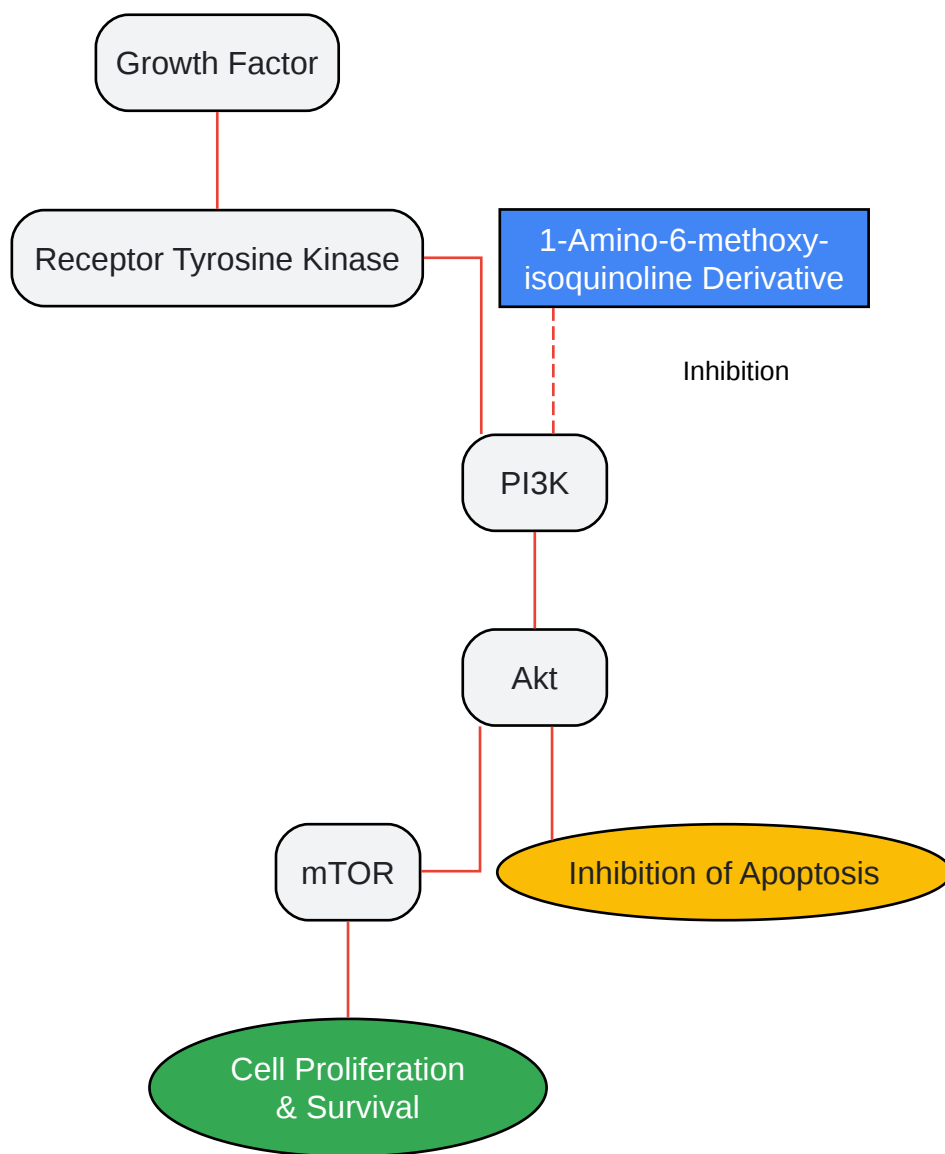 Growth Factor
Receptor Tyrosine Kinase
1-Amino-6-methoxy-
isoquinoline Derivative
Inhibition
PI3K
Akt
mTOR
Inhibition of Apoptosis
Cell Proliferation
& Survival